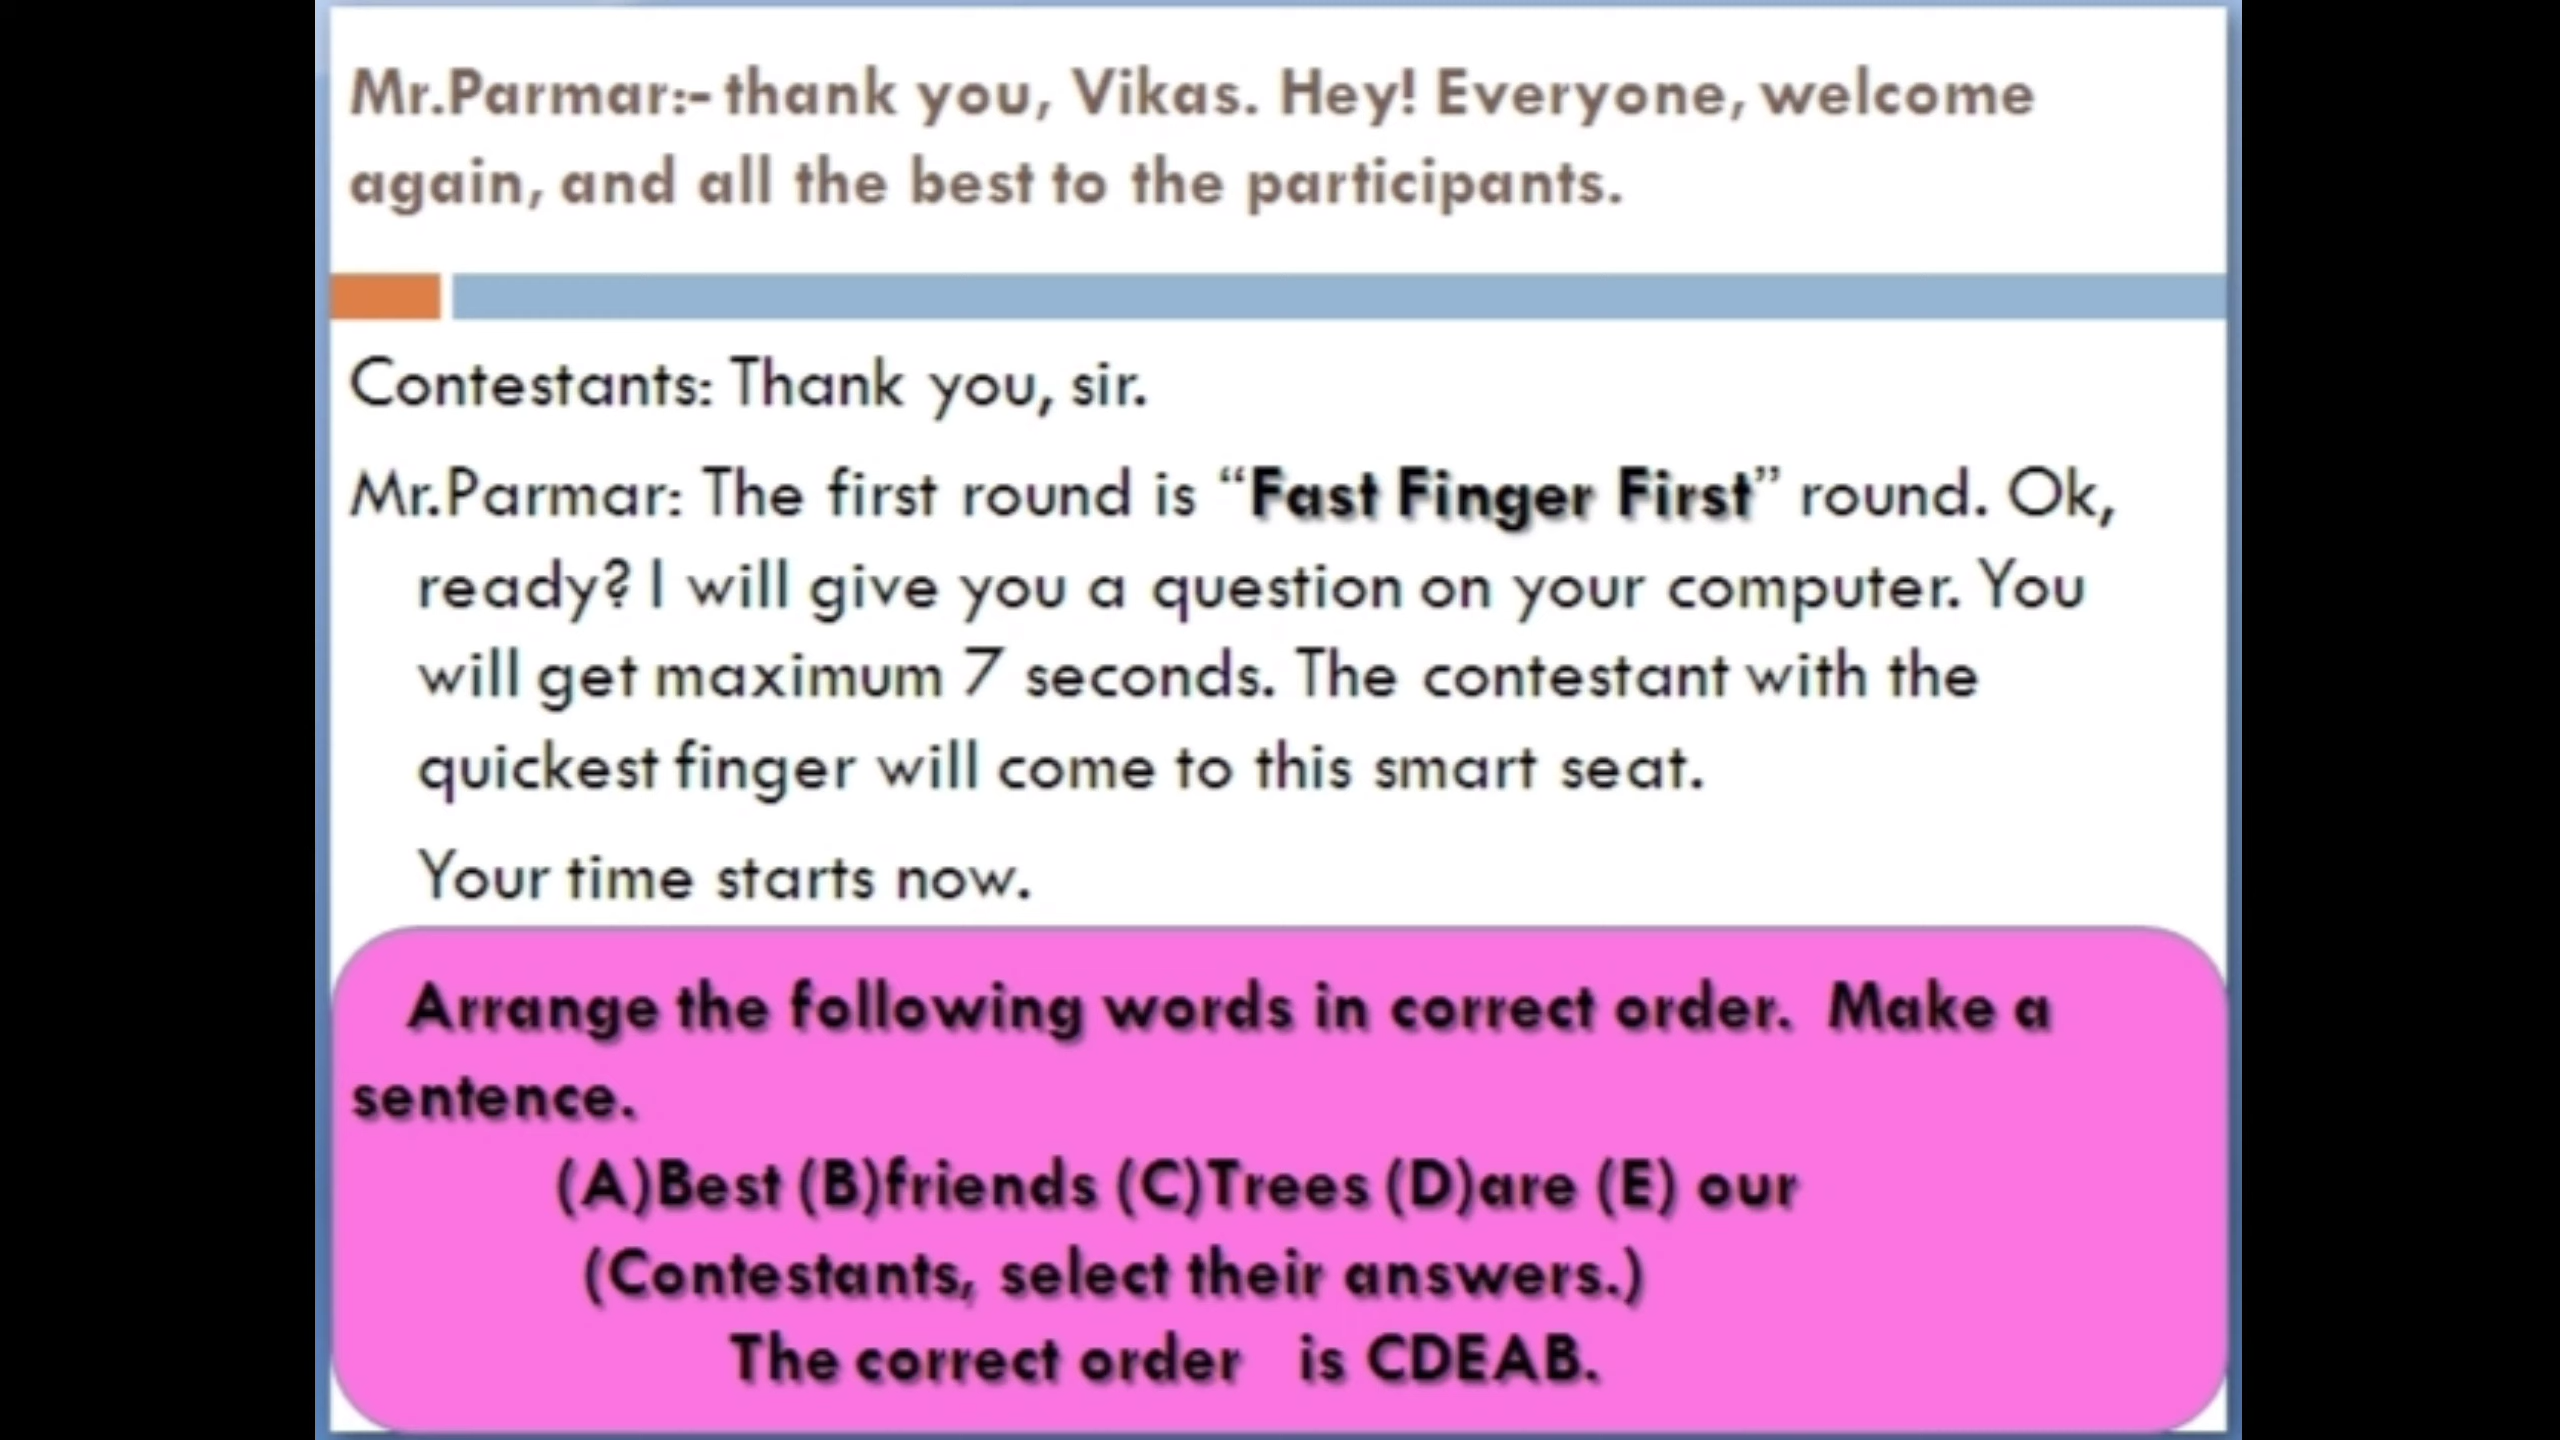 Mr.Parmar:- thank you, Vikas. Hey! Everyone, welcome
again, and all the best to the participants.
Contestants: Thank you, sir.
Mr.Parmar: The first round is “Fast Finger First” round. Ok,
ready? I will give you a question on your computer. You
will get maximum 7 seconds. The contestant with the
quickest finger will come to this smart seat.
Your time starts now.
Arrange the following words in correct order. Make a
sentence.
(A)Best (B)friends (C)Trees (D)are (E) our
(Contestants, select their answers.)
The correct order is CDEAB.